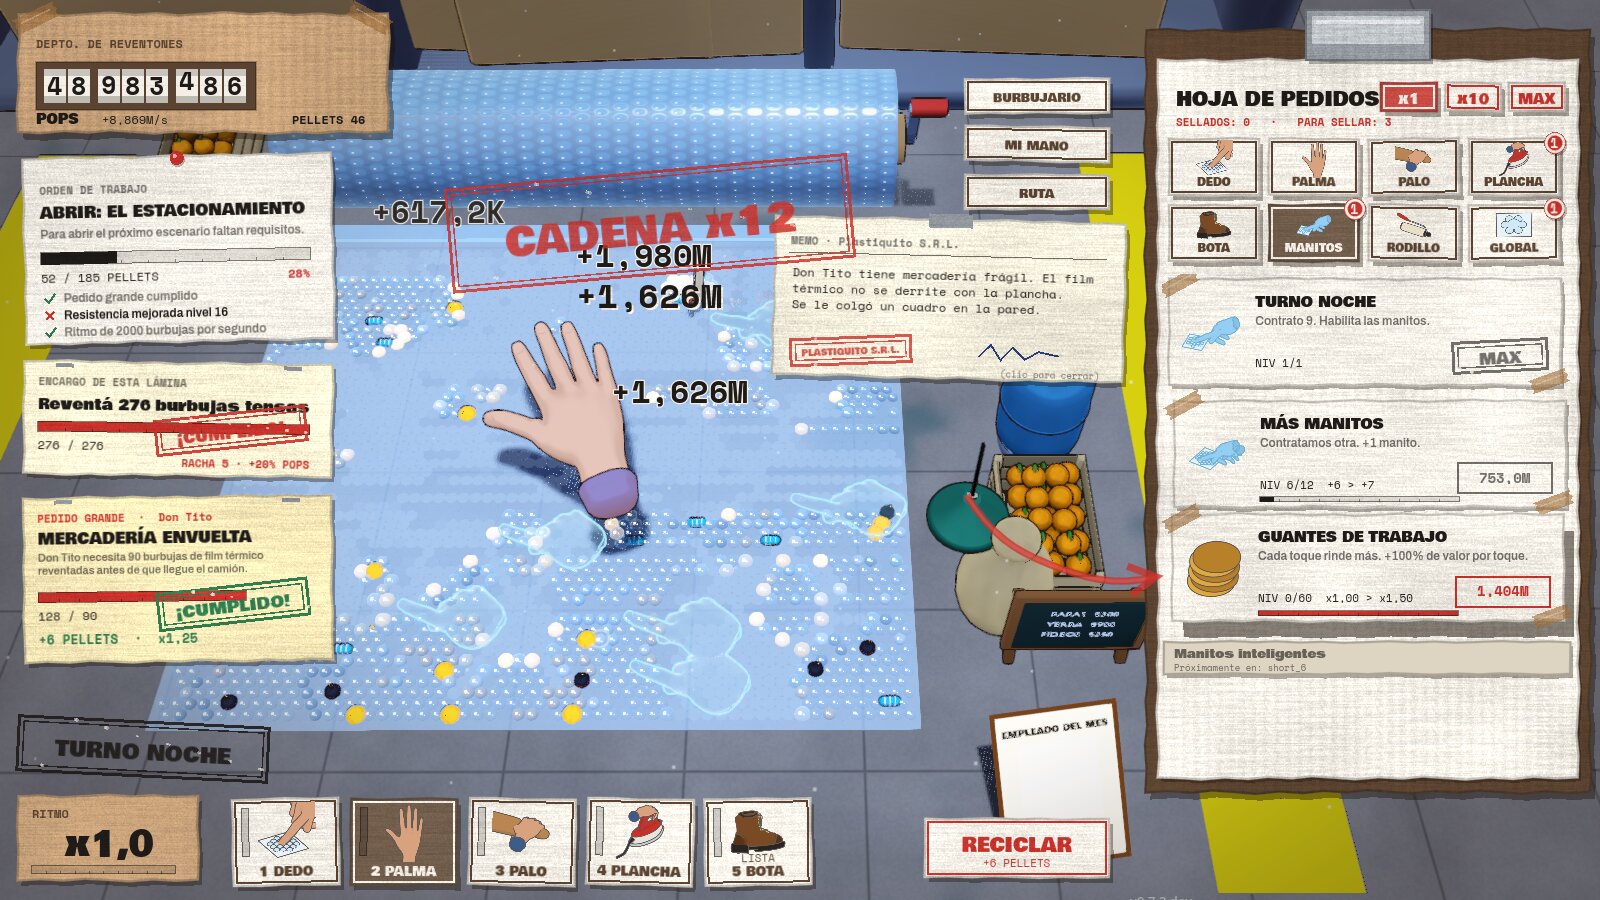 DEPTO. DE REVENTONES
48 983 486
POPS +8,869M/s PELLETS 46
ORDEN DE TRABAJO
ABRIR: EL ESTACIONAMIENTO
Para abrir el próximo escenario faltan requisitos.
52 / 185 PELLETS 28%
Pedido grande cumplido
Resistencia mejorada nivel 16
Ritmo de 2000 burbujas por segundo
ENCARGO DE ESTA LÁMINA
Reventá 276 burbujas tensas
276 / 276
¡CUMPLIDO!
RACHA 5 · +20% POPS
PEDIDO GRANDE · Don Tito
MERCADERÍA ENVUELTA
Don Tito necesita 90 burbujas de film térmico
reventadas antes de que llegue el camión.
128 / 90
¡CUMPLIDO!
+6 PELLETS · x1,25
TURNO NOCHE
RITMO
x1,0
1 DEDO
2 PALMA
3 PALO
4 PLANCHA
LISTA
5 BOTA
+617,2K
CADENA x12
+1,980M
+1,626M
+1,626M
BURBUJARIO
MI MANO
RUTA
MEMO · Plastiquito S.R.L.
Don Tito tiene mercadería frágil. El film
térmico no se derrite con la plancha.
Se le colgó un cuadro en la pared.
PLASTIQUITO S.R.L.
(clic para cerrar)
EMPLEADO DEL MES
RECICLAR
+6 PELLETS
HOJA DE PEDIDOS
x1
x10
MAX
SELLADOS: 0 · PARA SELLAR: 3
DEDO
PALMA
PALO
PLANCHA
1
BOTA
MANITOS
1
RODILLO
GLOBAL
1
TURNO NOCHE
Contrato 9. Habilita las manitos.
NIV 1/1
MAX
MÁS MANITOS
Contratamos otra. +1 manito.
NIV 6/12 +6 > +7
753,0M
GUANTES DE TRABAJO
Cada toque rinde más. +100% de valor por toque.
NIV 0/60 x1,00 > x1,50
1,404M
Manitos inteligentes
Próximamente en: short_6